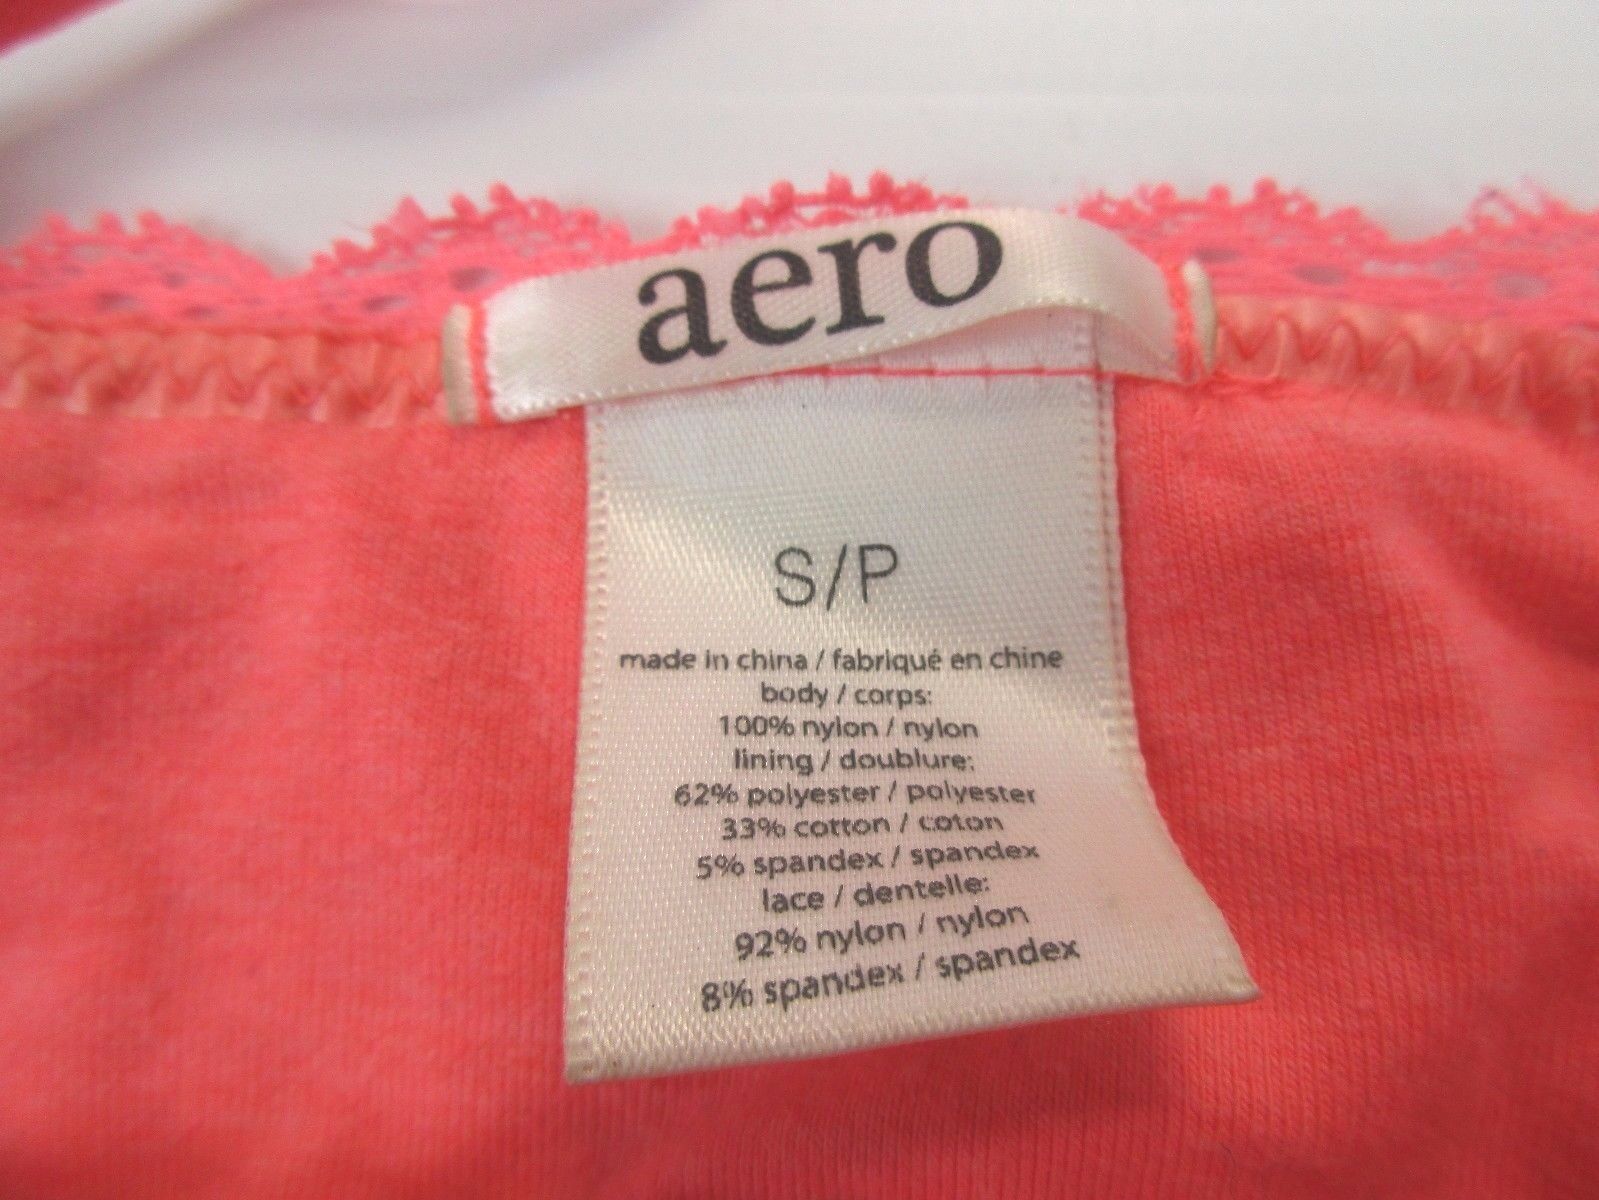 aero
S/P
made in china / fabriqué en chine
body / corps:
100% nylon / nylon
lining / doublure:
62% polyester / polyester
33% cotton / coton
5% spandex / spandex
lace / dentelle:
92% nylon / nylon
8% spandex / spandex